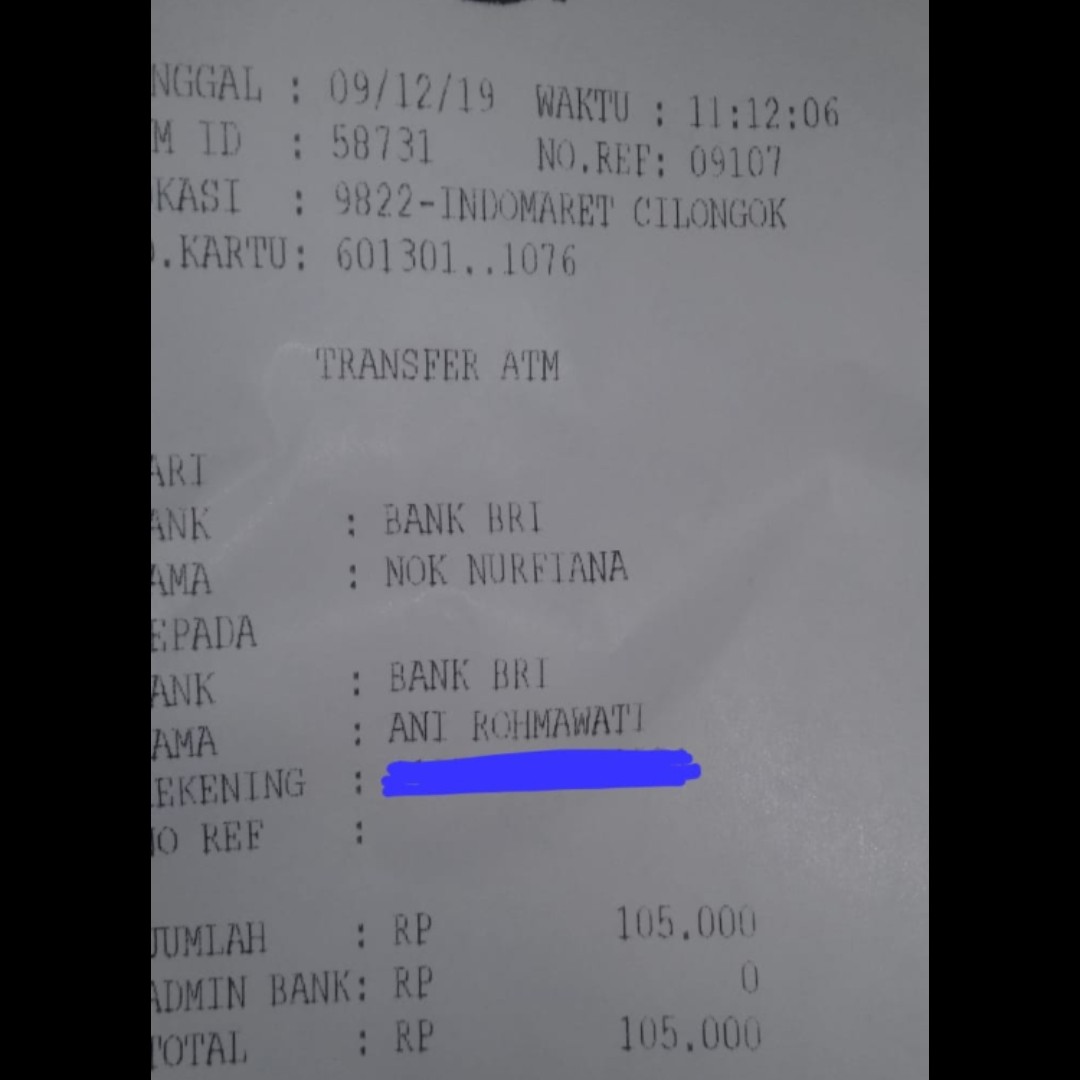 NGGAL : 09/12/19 WAKTU : 11:12:06
M ID : 58731 NO.REF: 09107
KASI : 9822-INDOMARET CILONGOK
.KARTU: 601301..1076
TRANSFER ATM
ARI
ANK : BANK BRI
AMA : NOK NURFIANA
EPADA
ANK : BANK BRI
AMA : ANI ROHMAWATI
EKENING :
NO REF :
JUMLAH : RP 105.000
ADMIN BANK: RP 0
TOTAL : RP 105.000